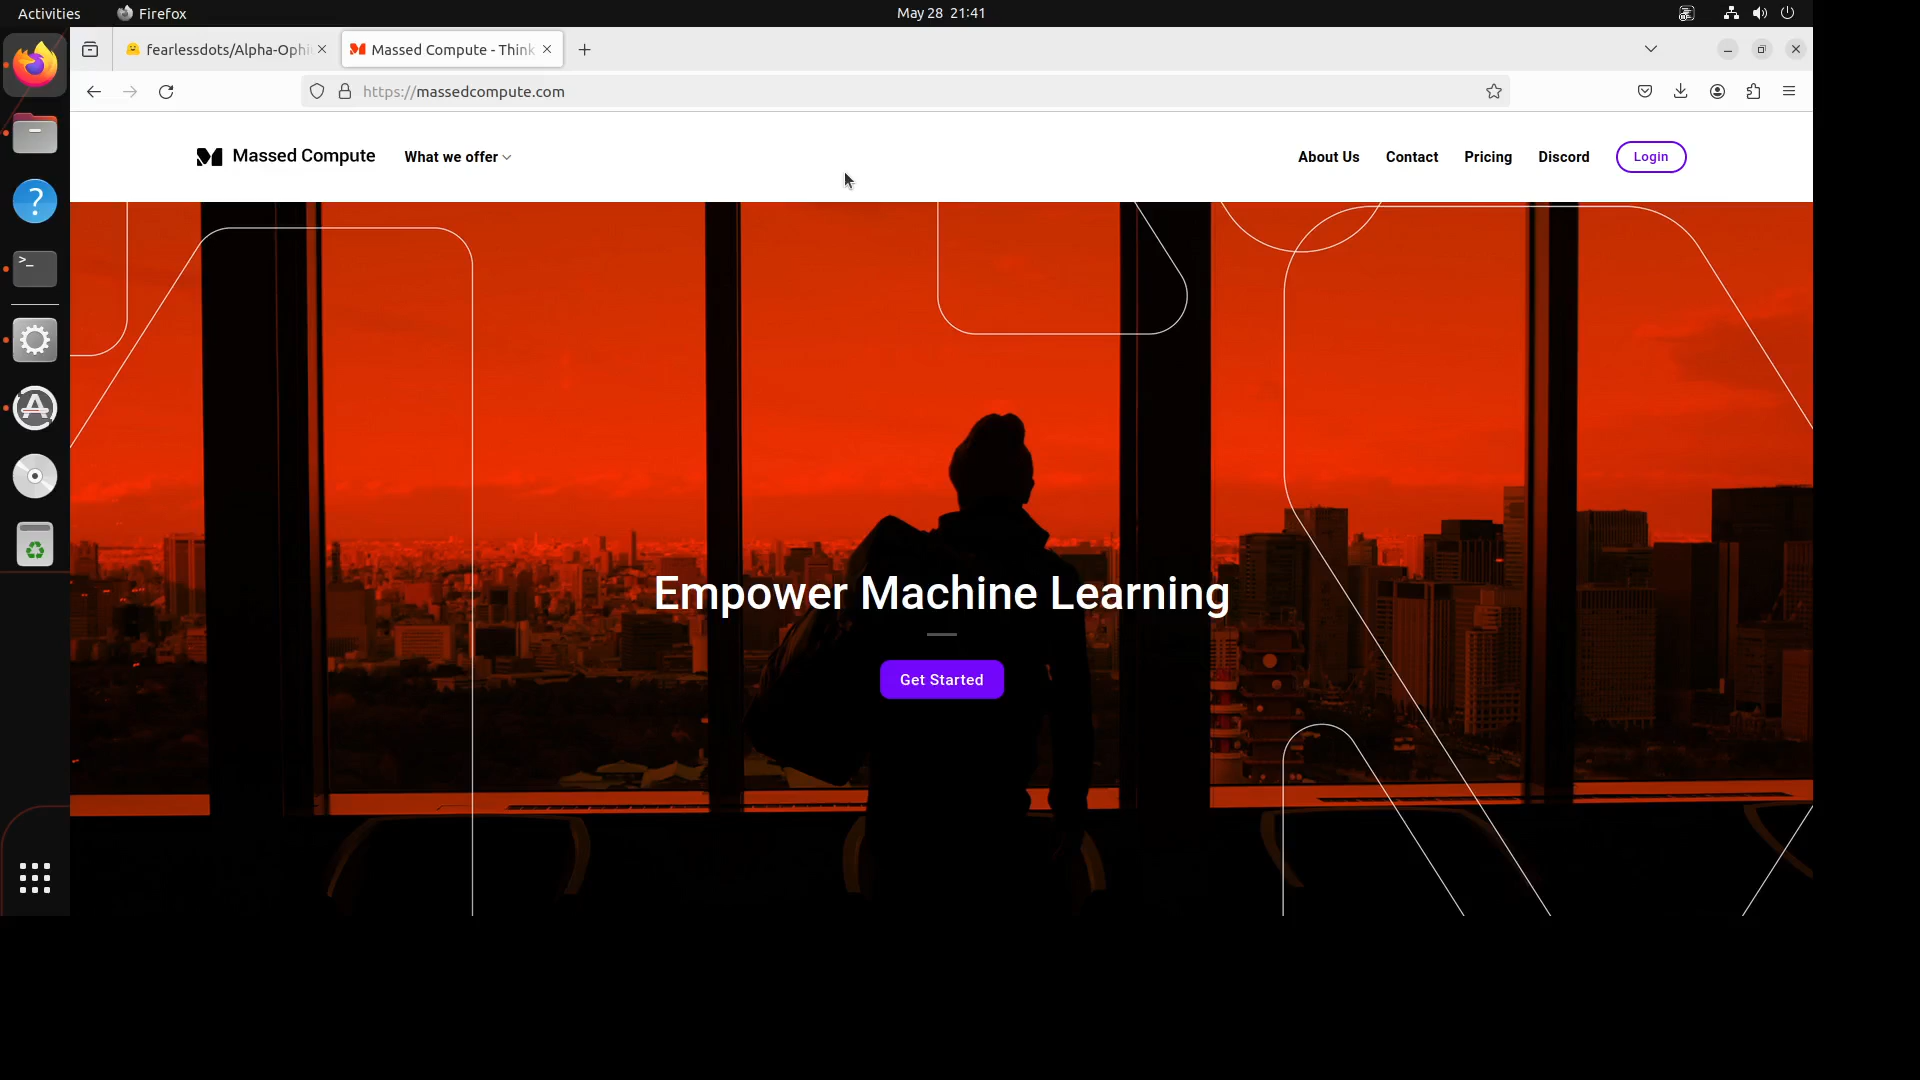 Activities
Firefox
May 28 21:41
fearlessdots/Alpha-Ophi
Massed Compute - Think
https://massedcompute.com
Massed Compute
What we offer
About Us
Contact
Pricing
Discord
Login
Empower Machine Learning
Get Started